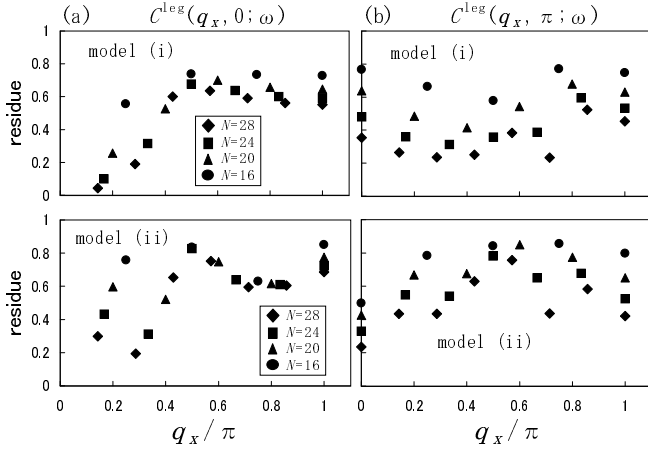 (a) C^leg(q_x, 0; ω)
(b) C^leg(q_x, π; ω)
residue
1
0.8
0.6
0.4
0.2
0
model (i)
◆ N=28
■ N=24
▲ N=20
● N=16
model (i)
residue
1
0.8
0.6
0.4
0.2
0
model (ii)
◆ N=28
■ N=24
▲ N=20
● N=16
model (ii)
0 0.2 0.4 0.6 0.8 1
0 0.2 0.4 0.6 0.8 1
q_x/π
q_x/π